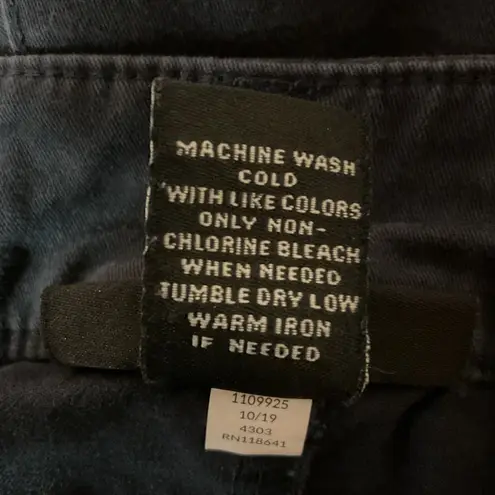 MACHINE WASH
COLD
WITH LIKE COLORS
ONLY NON-
CHLORINE BLEACH
WHEN NEEDED
TUMBLE DRY LOW
WARM IRON
IF NEEDED
1109925
10/19
4303
RN118641